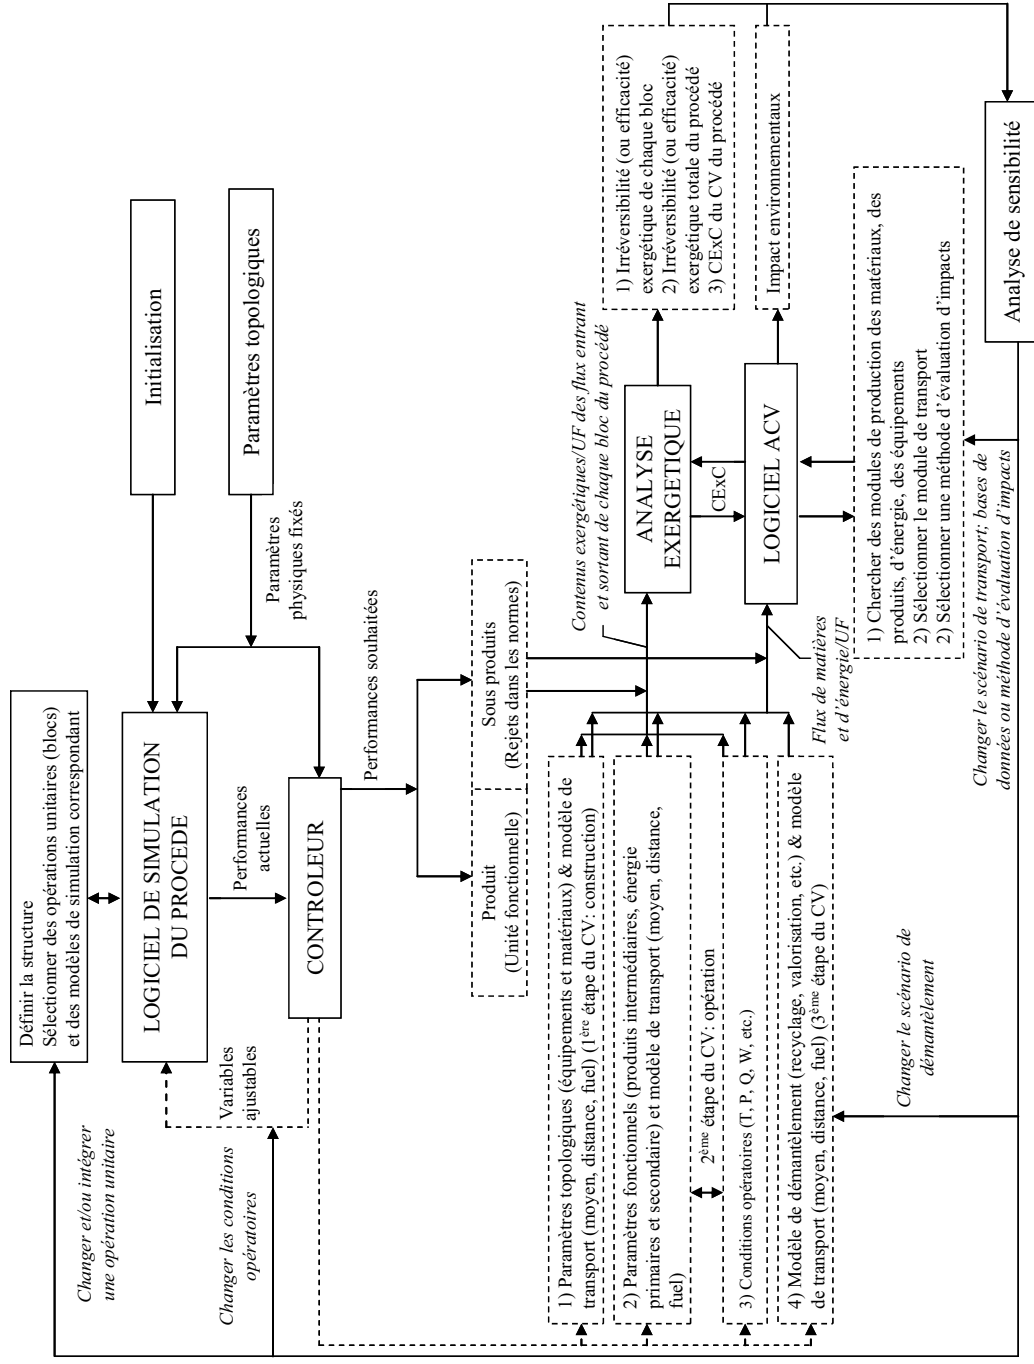 Définir la structure
Sélectionner des opérations unitaires (blocs)
et des modèles de simulation correspondant
Initialisation
Paramètres topologiques
LOGICIEL DE SIMULATION
DU PROCEDE
Paramètres
physiques fixés
Performances
actuelles
Variables
ajustables
CONTROLEUR
Changer et/ou intégrer
une opération unitaire
Changer les conditions
opératoires
Performances souhaitées
Produit
(Unité fonctionnelle)
Sous produits
(Rejets dans les normes)
1) Paramètres topologiques (équipements et matériaux) & modèle de
transport (moyen, distance, fuel) (1ère étape du CV: construction)
2) Paramètres fonctionnels (produits intermédiaires, énergie
primaires et secondaire) et modèle de transport (moyen, distance,
fuel)
2ème étape du CV: opération
3) Conditions opératoires (T, P, Q, W, etc.)
4) Modèle de démantèlement (recyclage, valorisation, etc.) & modèle
de transport (moyen, distance, fuel) (3ème étape du CV)
Contenus exergétiques/UF des flux entrant
et sortant de chaque bloc du procédé
ANALYSE
EXERGETIQUE
CExC
LOGICIEL ACV
Flux de matières
et d'énergie/UF
1) Irréversibilité (ou efficacité)
exergétique de chaque bloc
2) Irréversibilité (ou efficacité)
exergétique totale du procédé
3) CExC du CV du procédé
Impact environnementaux
1) Chercher des modules de production des matériaux, des
produits, d'énergie, des équipements
2) Sélectionner le module de transport
2) Sélectionner une méthode d'évaluation d'impacts
Changer le scénario de
démantèlement
Changer le scénario de transport; bases de
données ou méthode d'évaluation d'impacts
Analyse de sensibilité